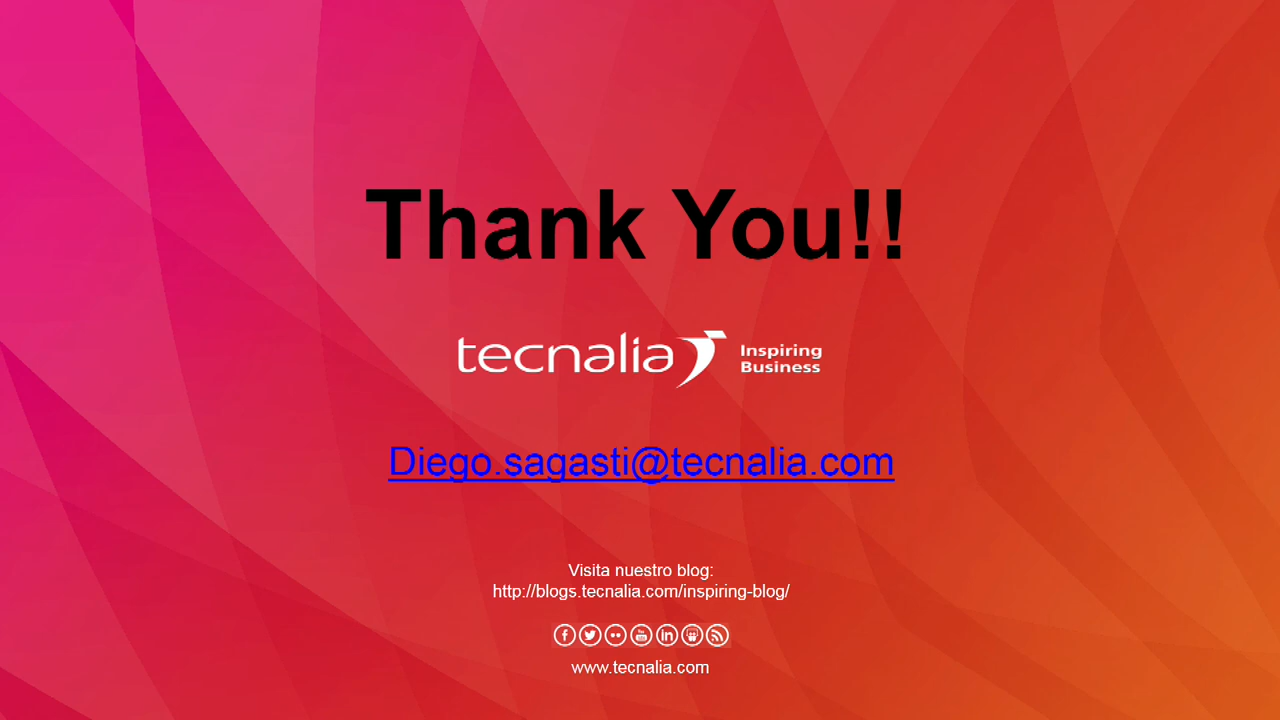 Thank You!!
tecnalia Inspiring
Business
Diego.sagasti@tecnalia.com
Visita nuestro blog:
http://blogs.tecnalia.com/inspiring-blog/
www.tecnalia.com